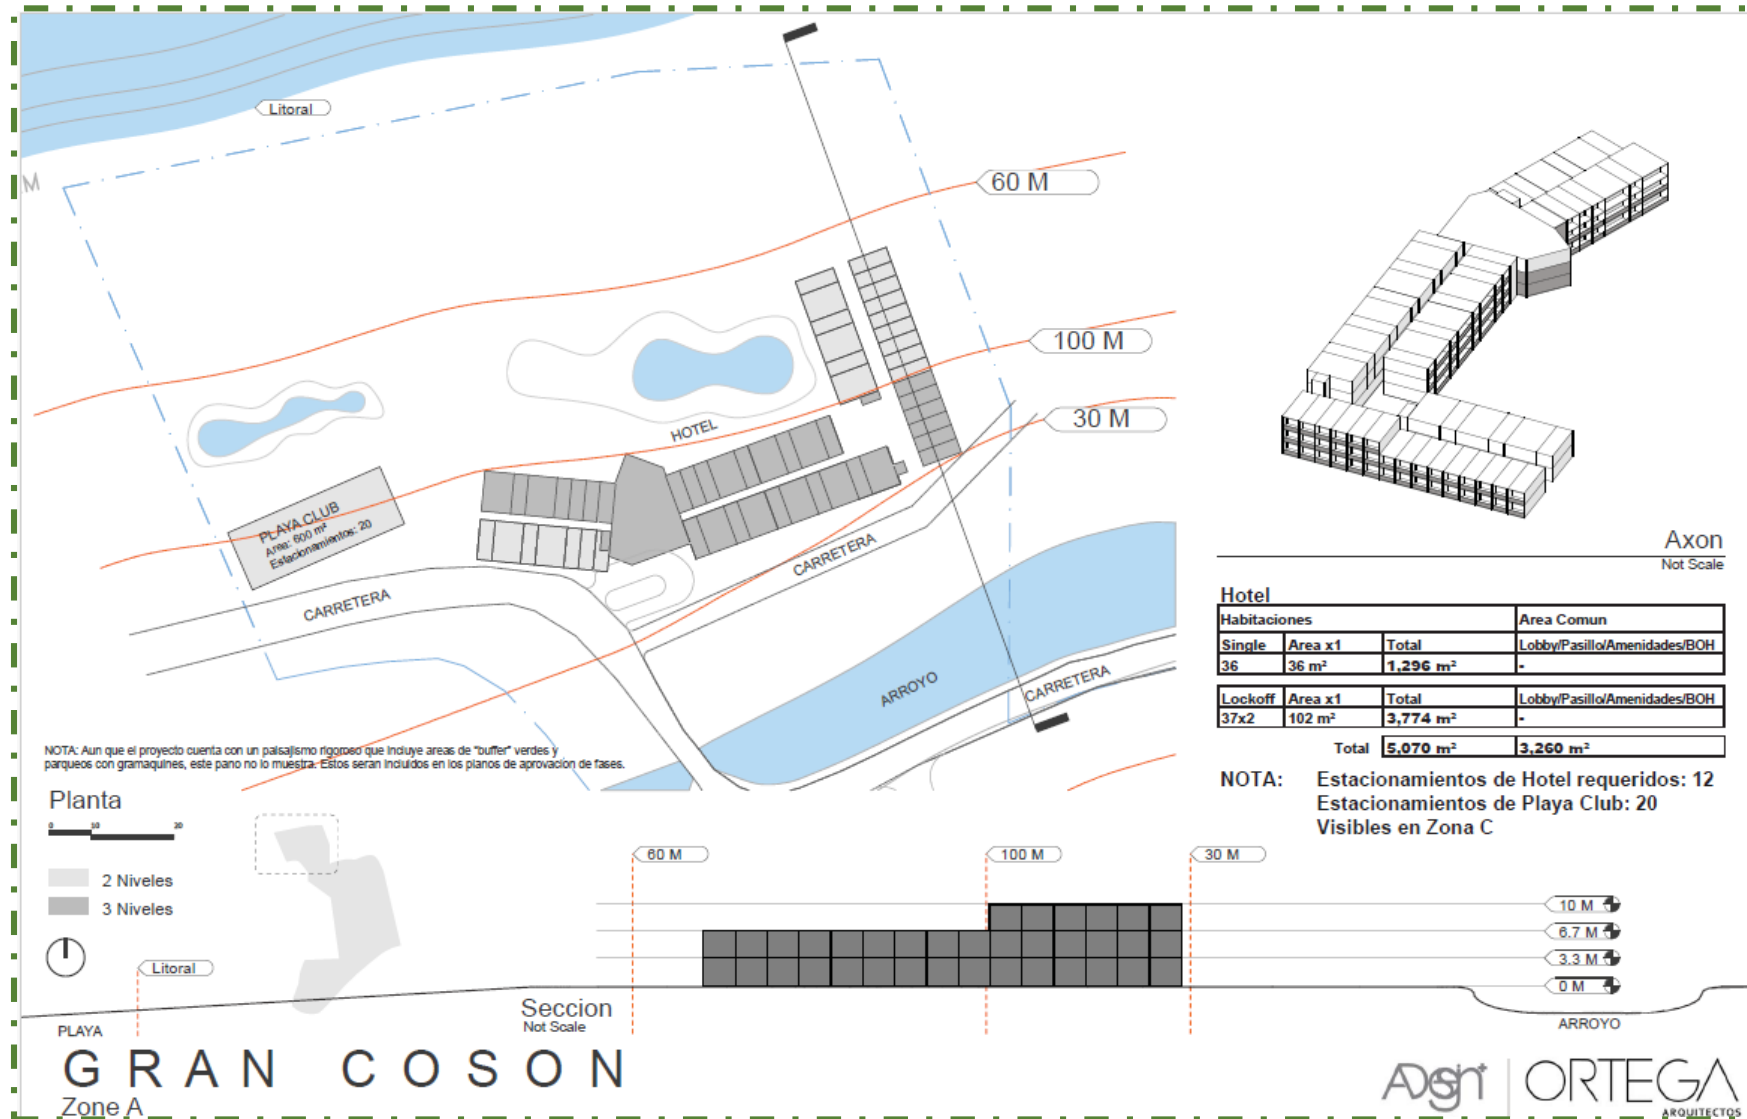 Litoral
M
60 M
100 M
30 M
HOTEL
PLAYA CLUB
Area: 600 m²
Estacionamientos: 20
CARRETERA
CARRETERA
ARROYO
CARRETERA
Axon
Not Scale
Hotel
Habitaciones Area Comun
Single Area x1 Total Lobby/Pasillo/Amenidades/BOH
36 36 m² 1,296 m² -
Lockoff Area x1 Total Lobby/Pasillo/Amenidades/BOH
37x2 102 m² 3,774 m² -
Total 5,070 m² 3,260 m²
NOTA: Estacionamientos de Hotel requeridos: 12
Estacionamientos de Playa Club: 20
Visibles en Zona C
NOTA: Aun que el proyecto cuenta con un paisajismo rigoroso que incluye areas de "buffer" verdes y
parqueos con gramaquines, este pano no lo muestra. Estos seran incluidos en los planos de aprovacion de fases.
Planta
0 10 20
2 Niveles
3 Niveles
60 M
100 M
30 M
10 M
6.7 M
3.3 M
0 M
Litoral
PLAYA
Seccion
Not Scale
ARROYO
GRAN COSON
Zone A
ADesign+
ORTEGA
ARQUITECTOS